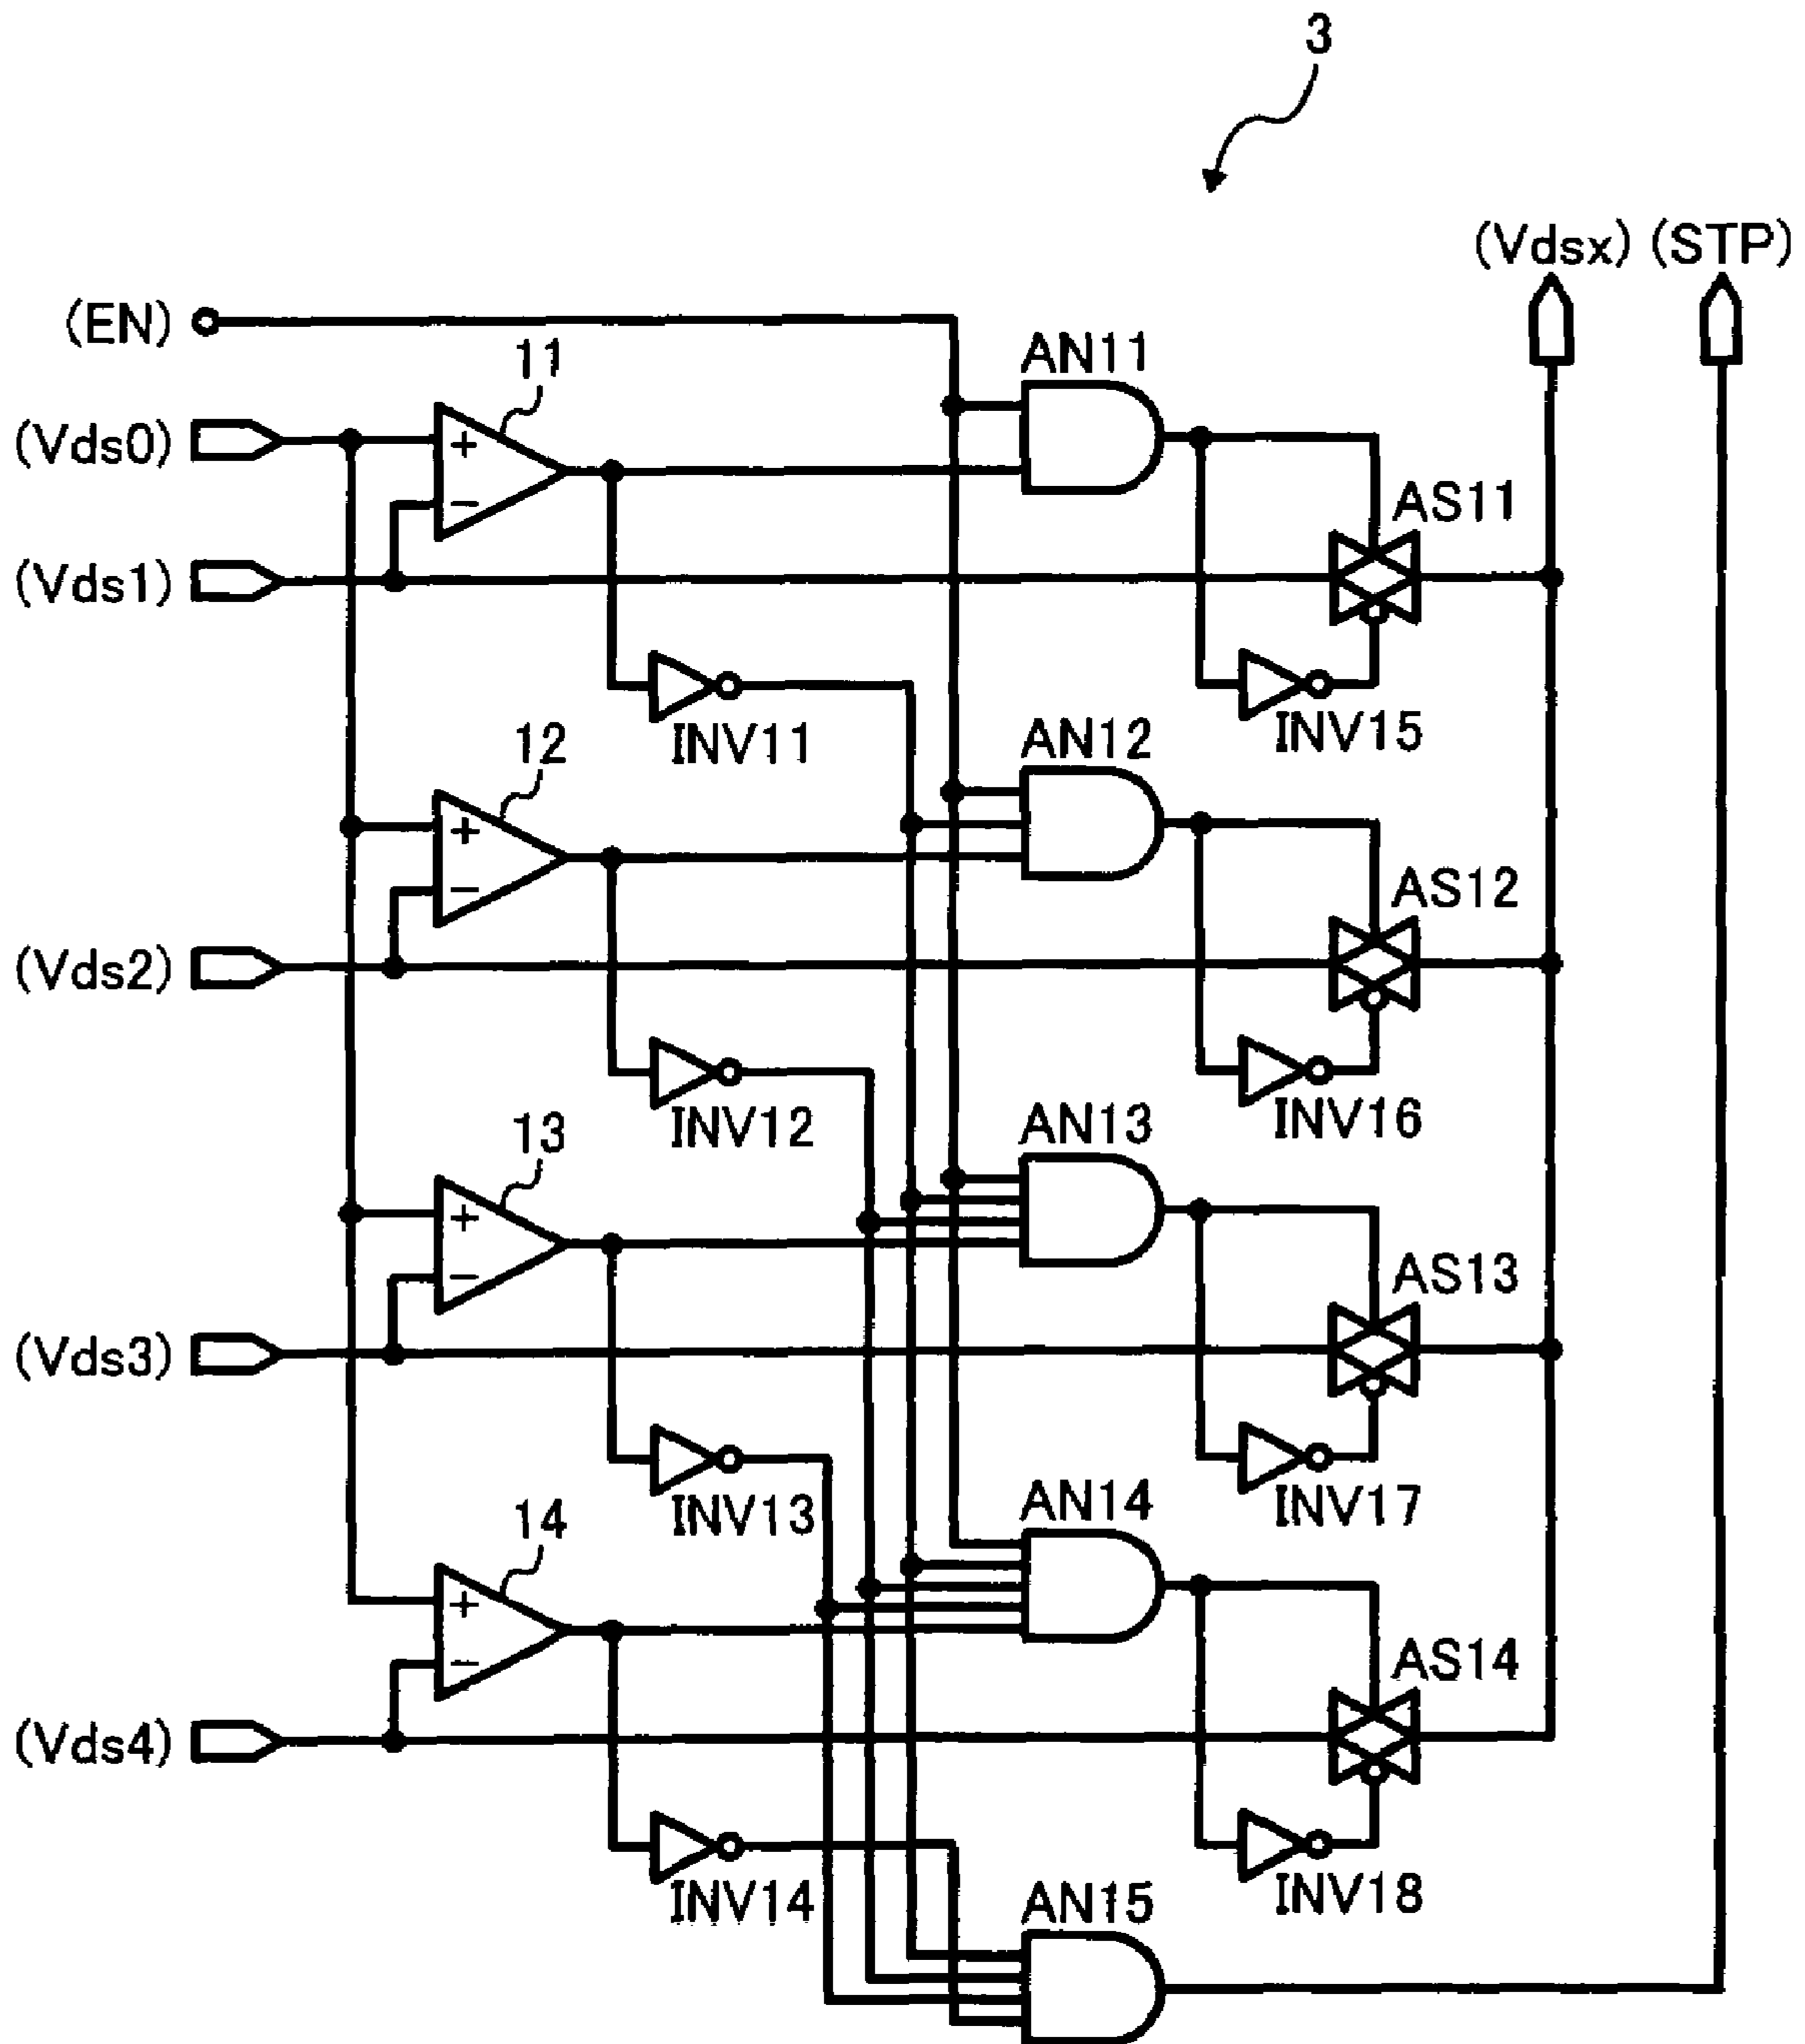 3
(Vdsx) (STP)
(EN)
11
AN11
(Vds0)
+
−
AS11
(Vds1)
INV11
INV15
12
AN12
+
−
AS12
(Vds2)
INV12
INV16
13
AN13
+
−
AS13
(Vds3)
INV13
INV17
14
AN14
+
−
AS14
(Vds4)
INV14
INV18
AN15